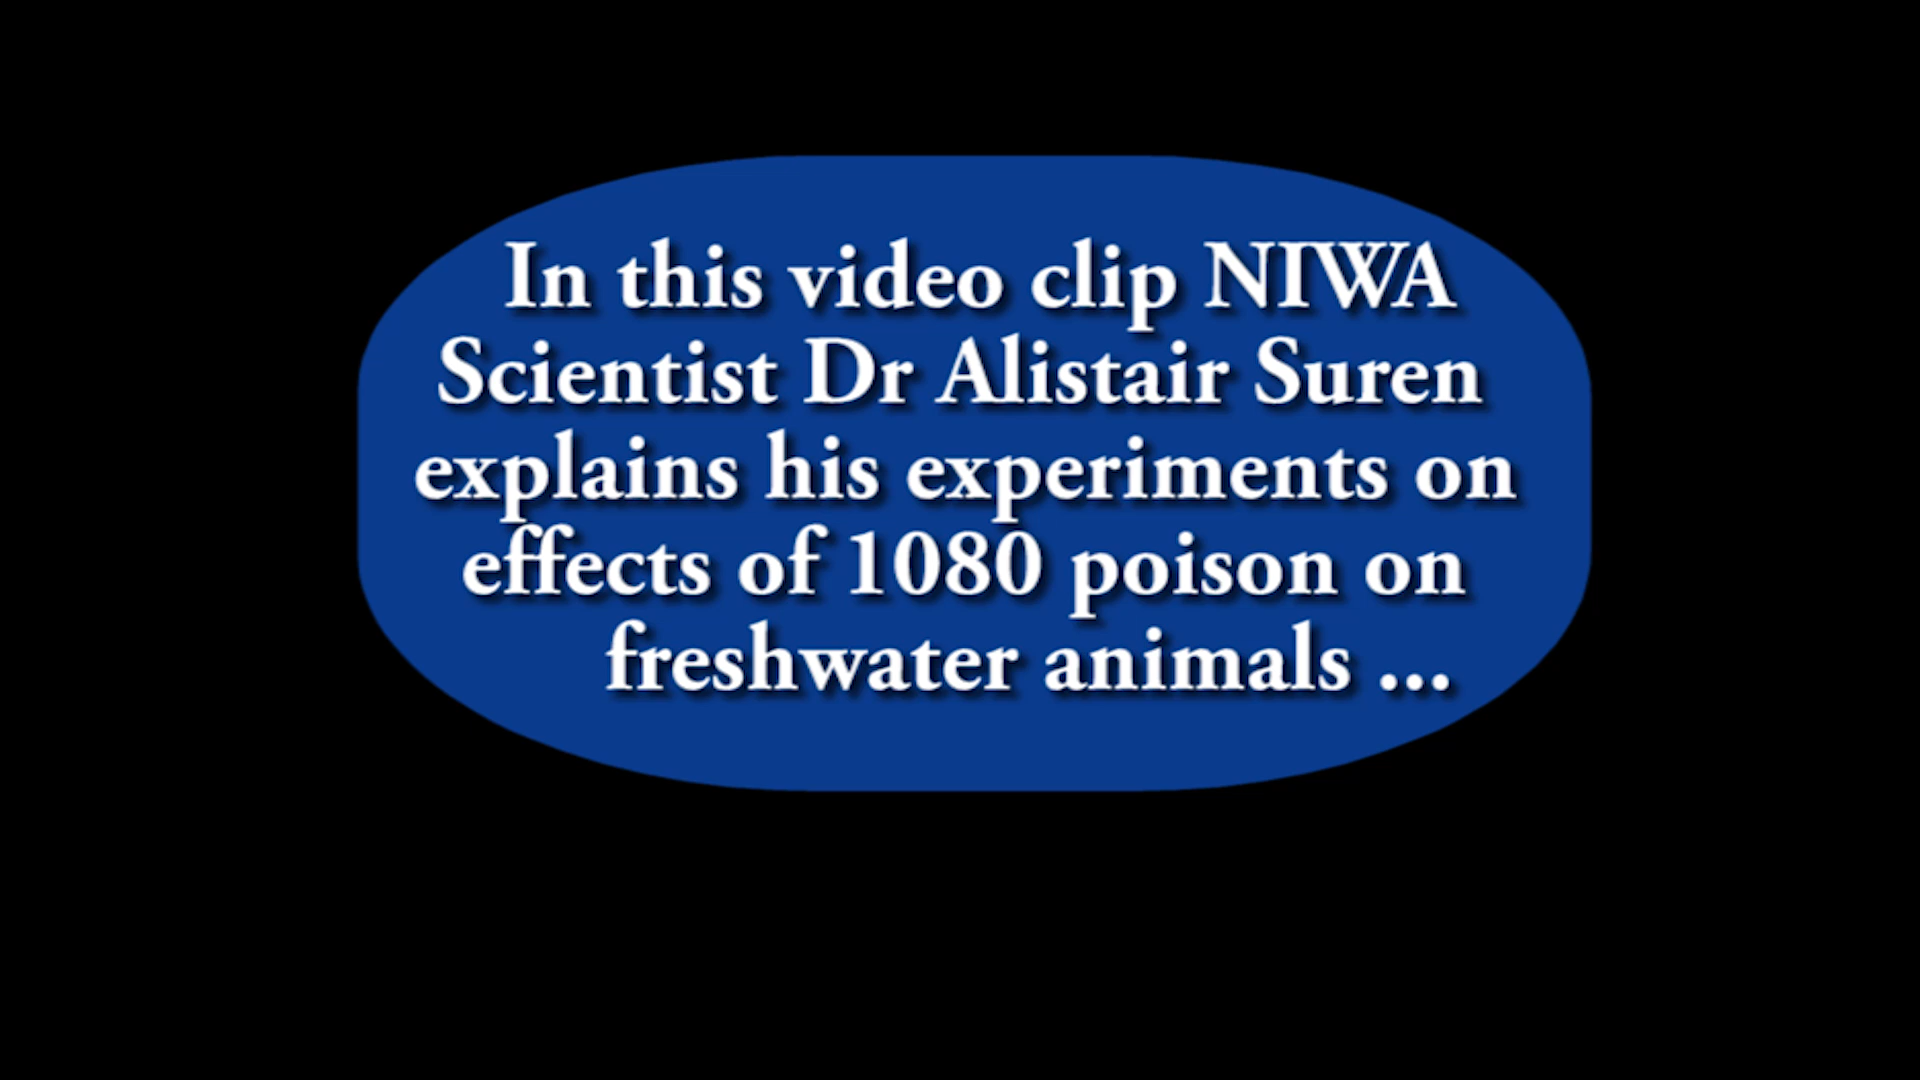 In this video clip NIWA
Scientist Dr Alistair Suren
explains his experiments on
effects of 1080 poison on
freshwater animals ...